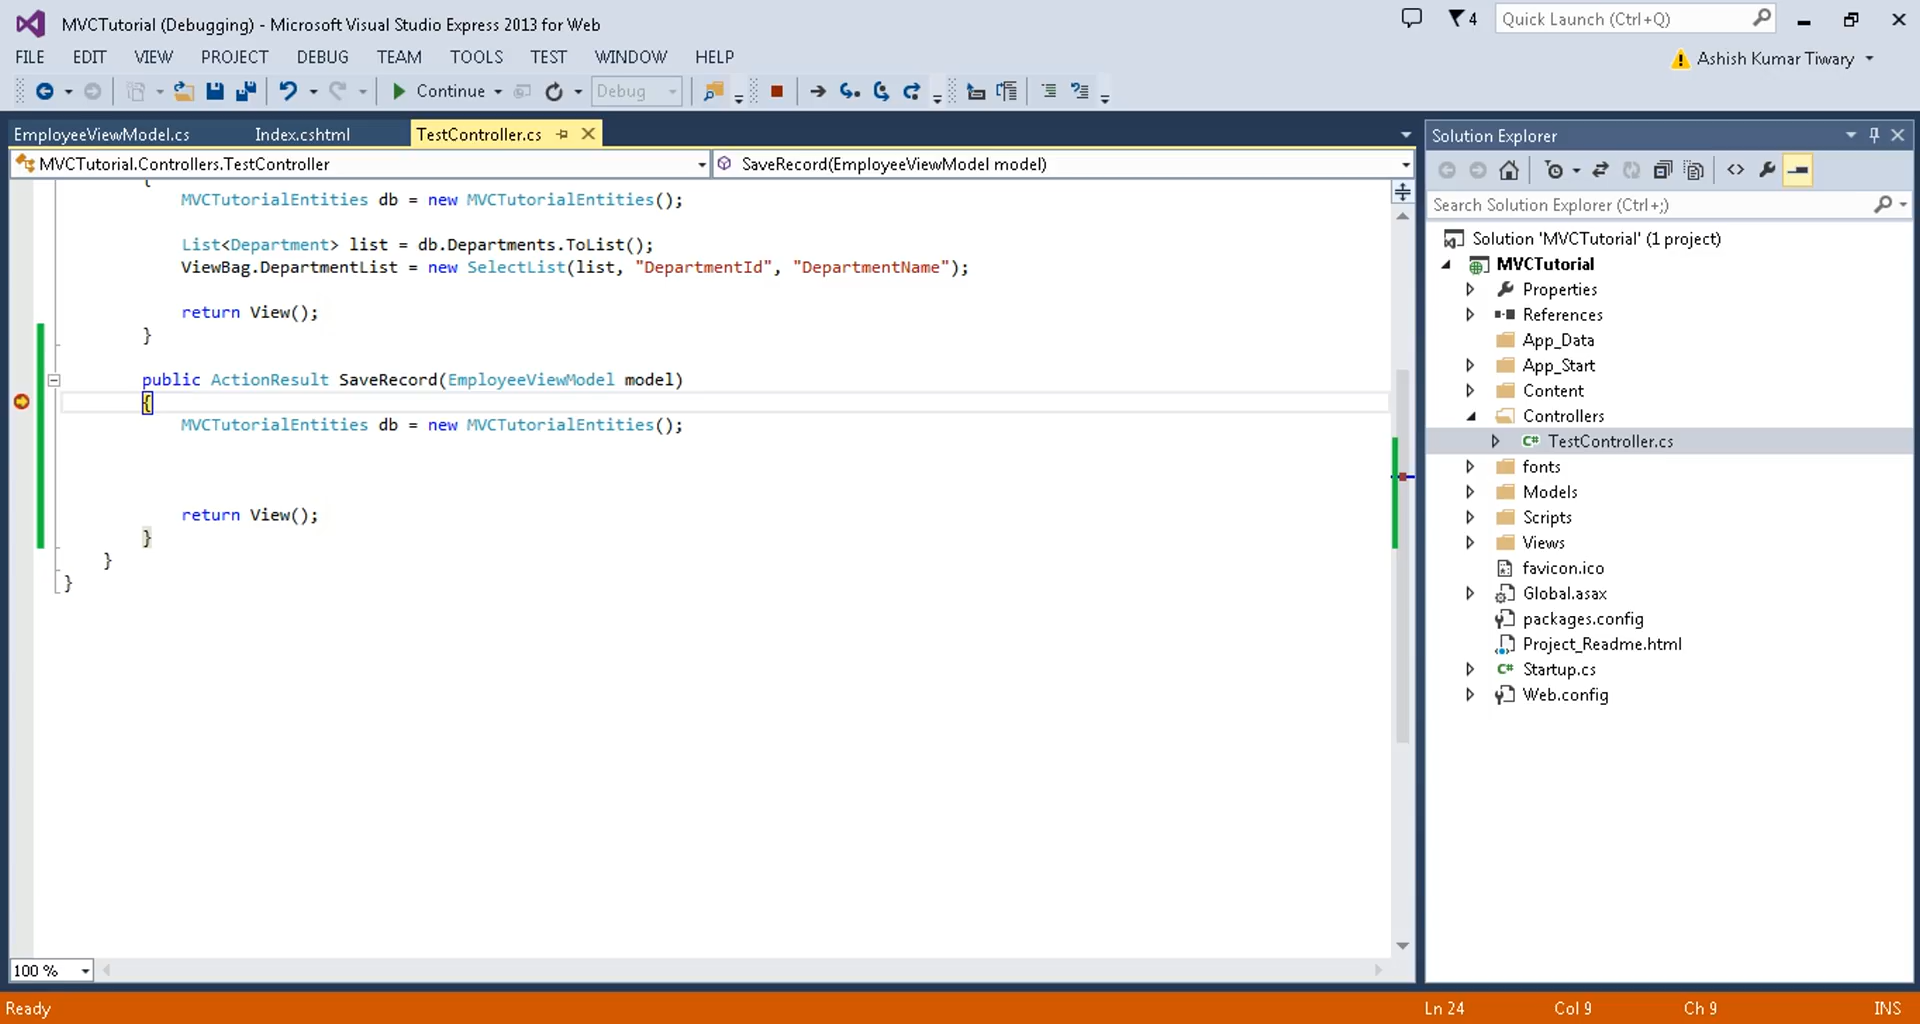 MVCTutorial (Debugging) - Microsoft Visual Studio Express 2013 for Web
4
Quick Launch (Ctrl+Q)
FILE EDIT VIEW PROJECT DEBUG TEAM TOOLS TEST WINDOW HELP
Ashish Kumar Tiwary
Continue
Debug
EmployeeViewModel.cs Index.cshtml TestController.cs
MVCTutorial.Controllers.TestController
SaveRecord(EmployeeViewModel model)
{
MVCTutorialEntities db = new MVCTutorialEntities();
List<Department> list = db.Departments.ToList();
ViewBag.DepartmentList = new SelectList(list, "DepartmentId", "DepartmentName");
return View();
}
public ActionResult SaveRecord(EmployeeViewModel model)
{
MVCTutorialEntities db = new MVCTutorialEntities();
return View();
}
}
}
100 %
Solution Explorer
Search Solution Explorer (Ctrl+;)
Solution 'MVCTutorial' (1 project)
MVCTutorial
Properties
References
App_Data
App_Start
Content
Controllers
C# TestController.cs
fonts
Models
Scripts
Views
favicon.ico
Global.asax
packages.config
Project_Readme.html
C# Startup.cs
Web.config
Ready
Ln 24 Col 9 Ch 9 INS